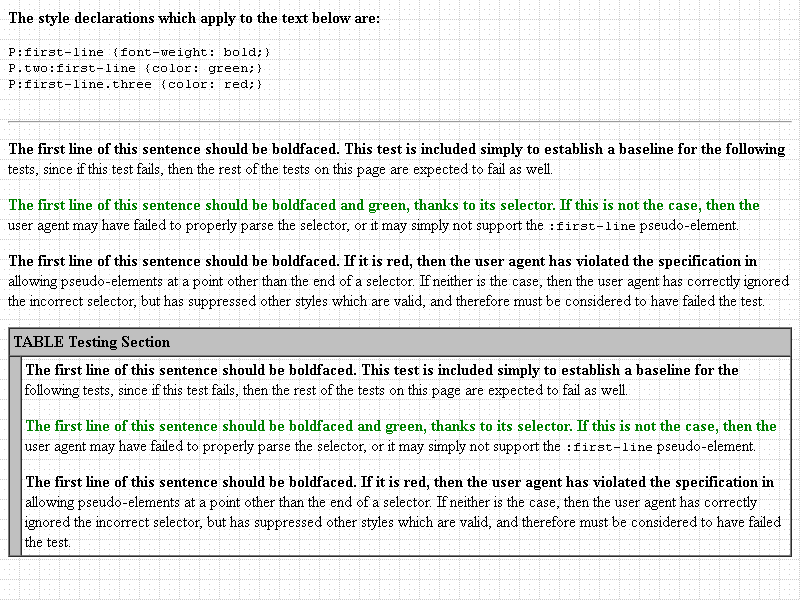 The style declarations which apply to the text below are:
P:first-line {font-weight: bold;}
P.two:first-line {color: green;}
P:first-line.three {color: red;}
The first line of this sentence should be boldfaced. This test is included simply to establish a baseline for the following
tests, since if this test fails, then the rest of the tests on this page are expected to fail as well.
The first line of this sentence should be boldfaced and green, thanks to its selector. If this is not the case, then the
user agent may have failed to properly parse the selector, or it may simply not support the :first-line pseudo-element.
The first line of this sentence should be boldfaced. If it is red, then the user agent has violated the specification in
allowing pseudo-elements at a point other than the end of a selector. If neither is the case, then the user agent has correctly ignored
the incorrect selector, but has suppressed other styles which are valid, and therefore must be considered to have failed the test.
TABLE Testing Section
The first line of this sentence should be boldfaced. This test is included simply to establish a baseline for the
following tests, since if this test fails, then the rest of the tests on this page are expected to fail as well.
The first line of this sentence should be boldfaced and green, thanks to its selector. If this is not the case, then the
user agent may have failed to properly parse the selector, or it may simply not support the :first-line pseudo-element.
The first line of this sentence should be boldfaced. If it is red, then the user agent has violated the specification in
allowing pseudo-elements at a point other than the end of a selector. If neither is the case, then the user agent has correctly
ignored the incorrect selector, but has suppressed other styles which are valid, and therefore must be considered to have failed
the test.